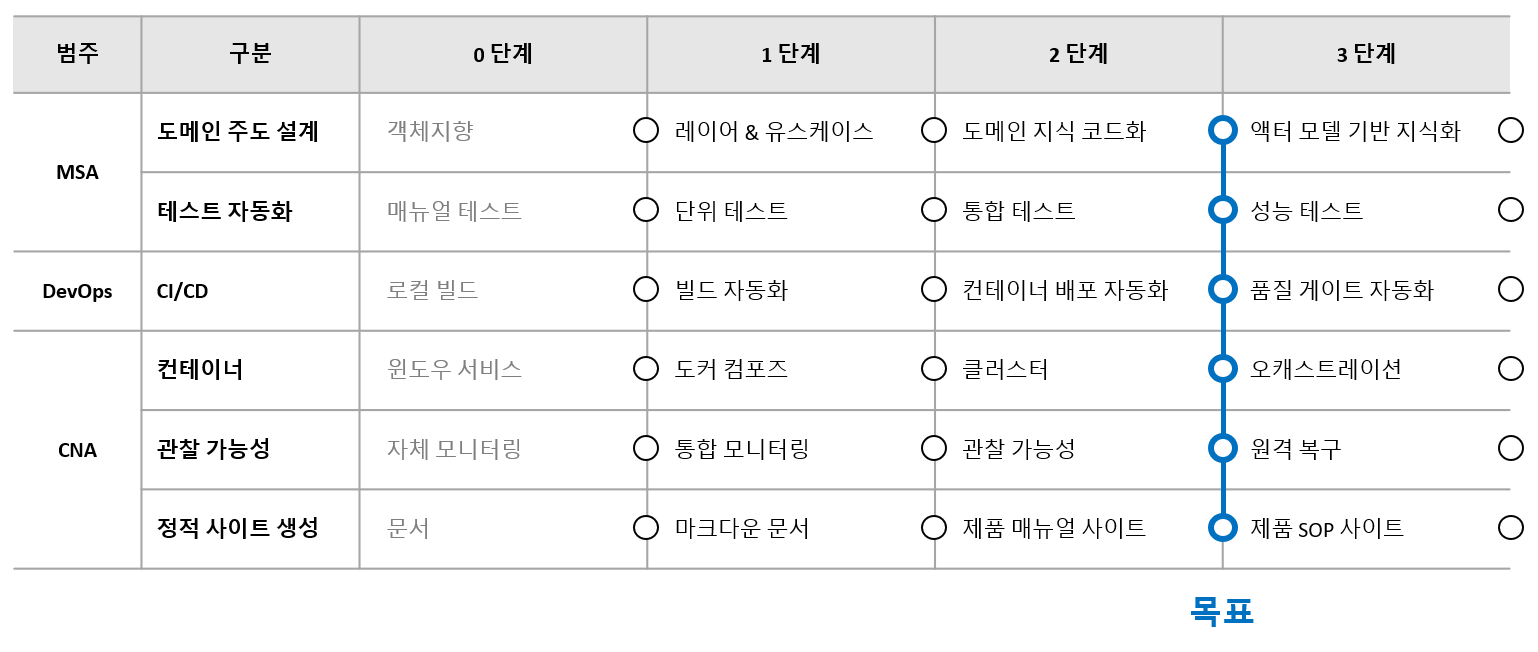 범주 구분 0 단계 1 단계 2 단계 3 단계
MSA
도메인 주도 설계 객체지향 레이어 & 유스케이스 도메인 지식 코드화 액터 모델 기반 지식화
테스트 자동화 매뉴얼 테스트 단위 테스트 통합 테스트 성능 테스트
DevOps CI/CD 로컬 빌드 빌드 자동화 컨테이너 배포 자동화 품질 게이트 자동화
CNA
컨테이너 윈도우 서비스 도커 컴포즈 클러스터 오캐스트레이션
관찰 가능성 자체 모니터링 통합 모니터링 관찰 가능성 원격 복구
정적 사이트 생성 문서 마크다운 문서 제품 매뉴얼 사이트 제품 SOP 사이트
목표